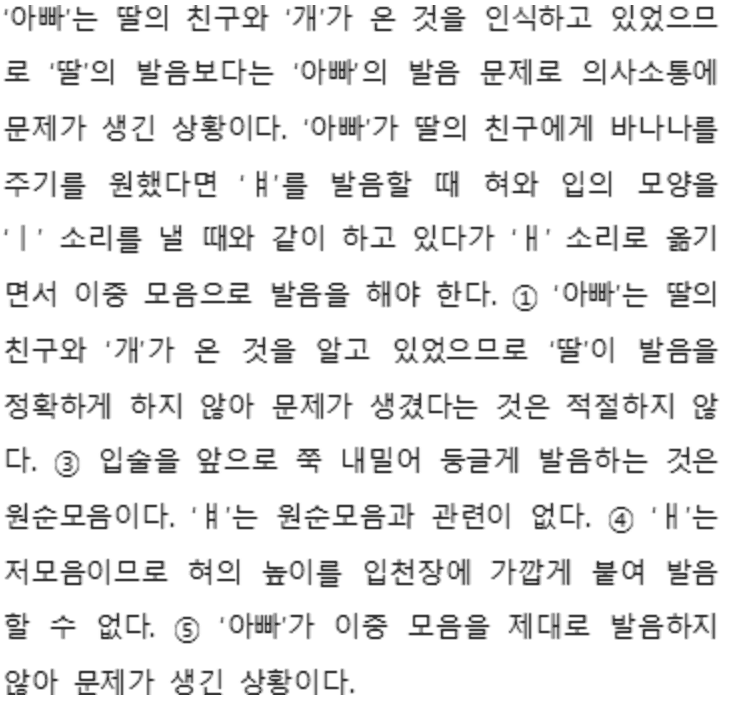 ‘아빠’는 딸의 친구와 ‘개’가 온 것을 인식하고 있었으므
로 ‘딸’의 발음보다는 ‘아빠’의 발음 문제로 의사소통에
문제가 생긴 상황이다. ‘아빠’가 딸의 친구에게 바나나를
주기를 원했다면 ‘ㅒ’를 발음할 때 혀와 입의 모양을
‘ㅣ’ 소리를 낼 때와 같이 하고 있다가 ‘ㅐ’ 소리로 옮기
면서 이중 모음으로 발음을 해야 한다. ① ‘아빠’는 딸의
친구와 ‘개’가 온 것을 알고 있었으므로 ‘딸’이 발음을
정확하게 하지 않아 문제가 생겼다는 것은 적절하지 않
다. ③ 입술을 앞으로 쭉 내밀어 둥글게 발음하는 것은
원순모음이다. ‘ㅒ’는 원순모음과 관련이 없다. ④ ‘ㅐ’는
저모음이므로 혀의 높이를 입천장에 가깝게 붙여 발음
할 수 없다. ⑤ ‘아빠’가 이중 모음을 제대로 발음하지
않아 문제가 생긴 상황이다.